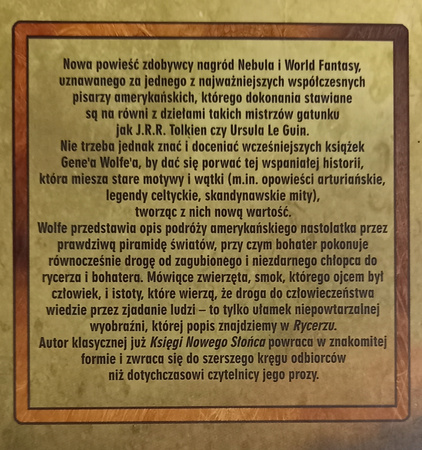 Nowa powieść zdobywcy nagród Nebula i World Fantasy,
uznawanego za jednego z najważniejszych współczesnych
pisarzy amerykańskich, którego dokonania stawiane
są na równi z dziełami takich mistrzów gatunku
jak J.R.R. Tolkien czy Ursula Le Guin.
Nie trzeba jednak znać i doceniać wcześniejszych książek
Gene'a Wolfe'a, by dać się porwać tej wspaniałej historii,
która miesza stare motywy i wątki (m.in. opowieści arturiańskie,
legendy celtyckie, skandynawskie mity),
tworząc z nich nową wartość.
Wolfe przedstawia opis podróży amerykańskiego nastolatka przez
prawdziwą piramidę światów, przy czym bohater pokonuje
równocześnie drogę od zagubionego i niezdarnego chłopca do
rycerza i bohatera. Mówiące zwierzęta, smok, którego ojcem był
człowiek, i istoty, które wierzą, że droga do człowieczeństwa
wiedzie przez zjadanie ludzi – to tylko ułamek niepowtarzalnej
wyobraźni, której popis znajdziemy w Rycerzu.
Autor klasycznej już Księgi Nowego Słońca powraca w znakomitej
formie i zwraca się do szerszego kręgu odbiorców
niż dotychczasowi czytelnicy jego prozy.